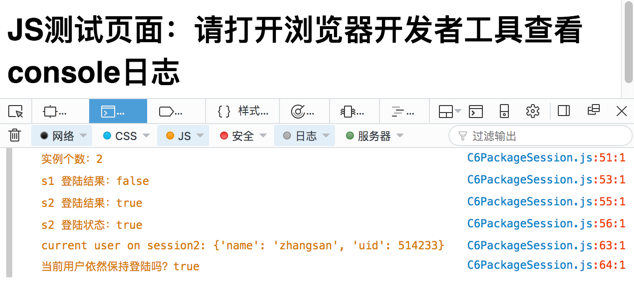 JS测试页面：请打开浏览器开发者工具查看
console日志
{ } 样式...
网络 CSS JS 安全 日志 服务器 过滤输出
实例个数：2 C6PackageSession.js:51:1
s1 登陆结果：false C6PackageSession.js:53:1
s2 登陆结果：true C6PackageSession.js:55:1
s2 登陆状态：true C6PackageSession.js:56:1
current user on session2: {'name': 'zhangsan', 'uid': 514233} C6PackageSession.js:63:1
当前用户依然保持登陆吗？true C6PackageSession.js:64:1